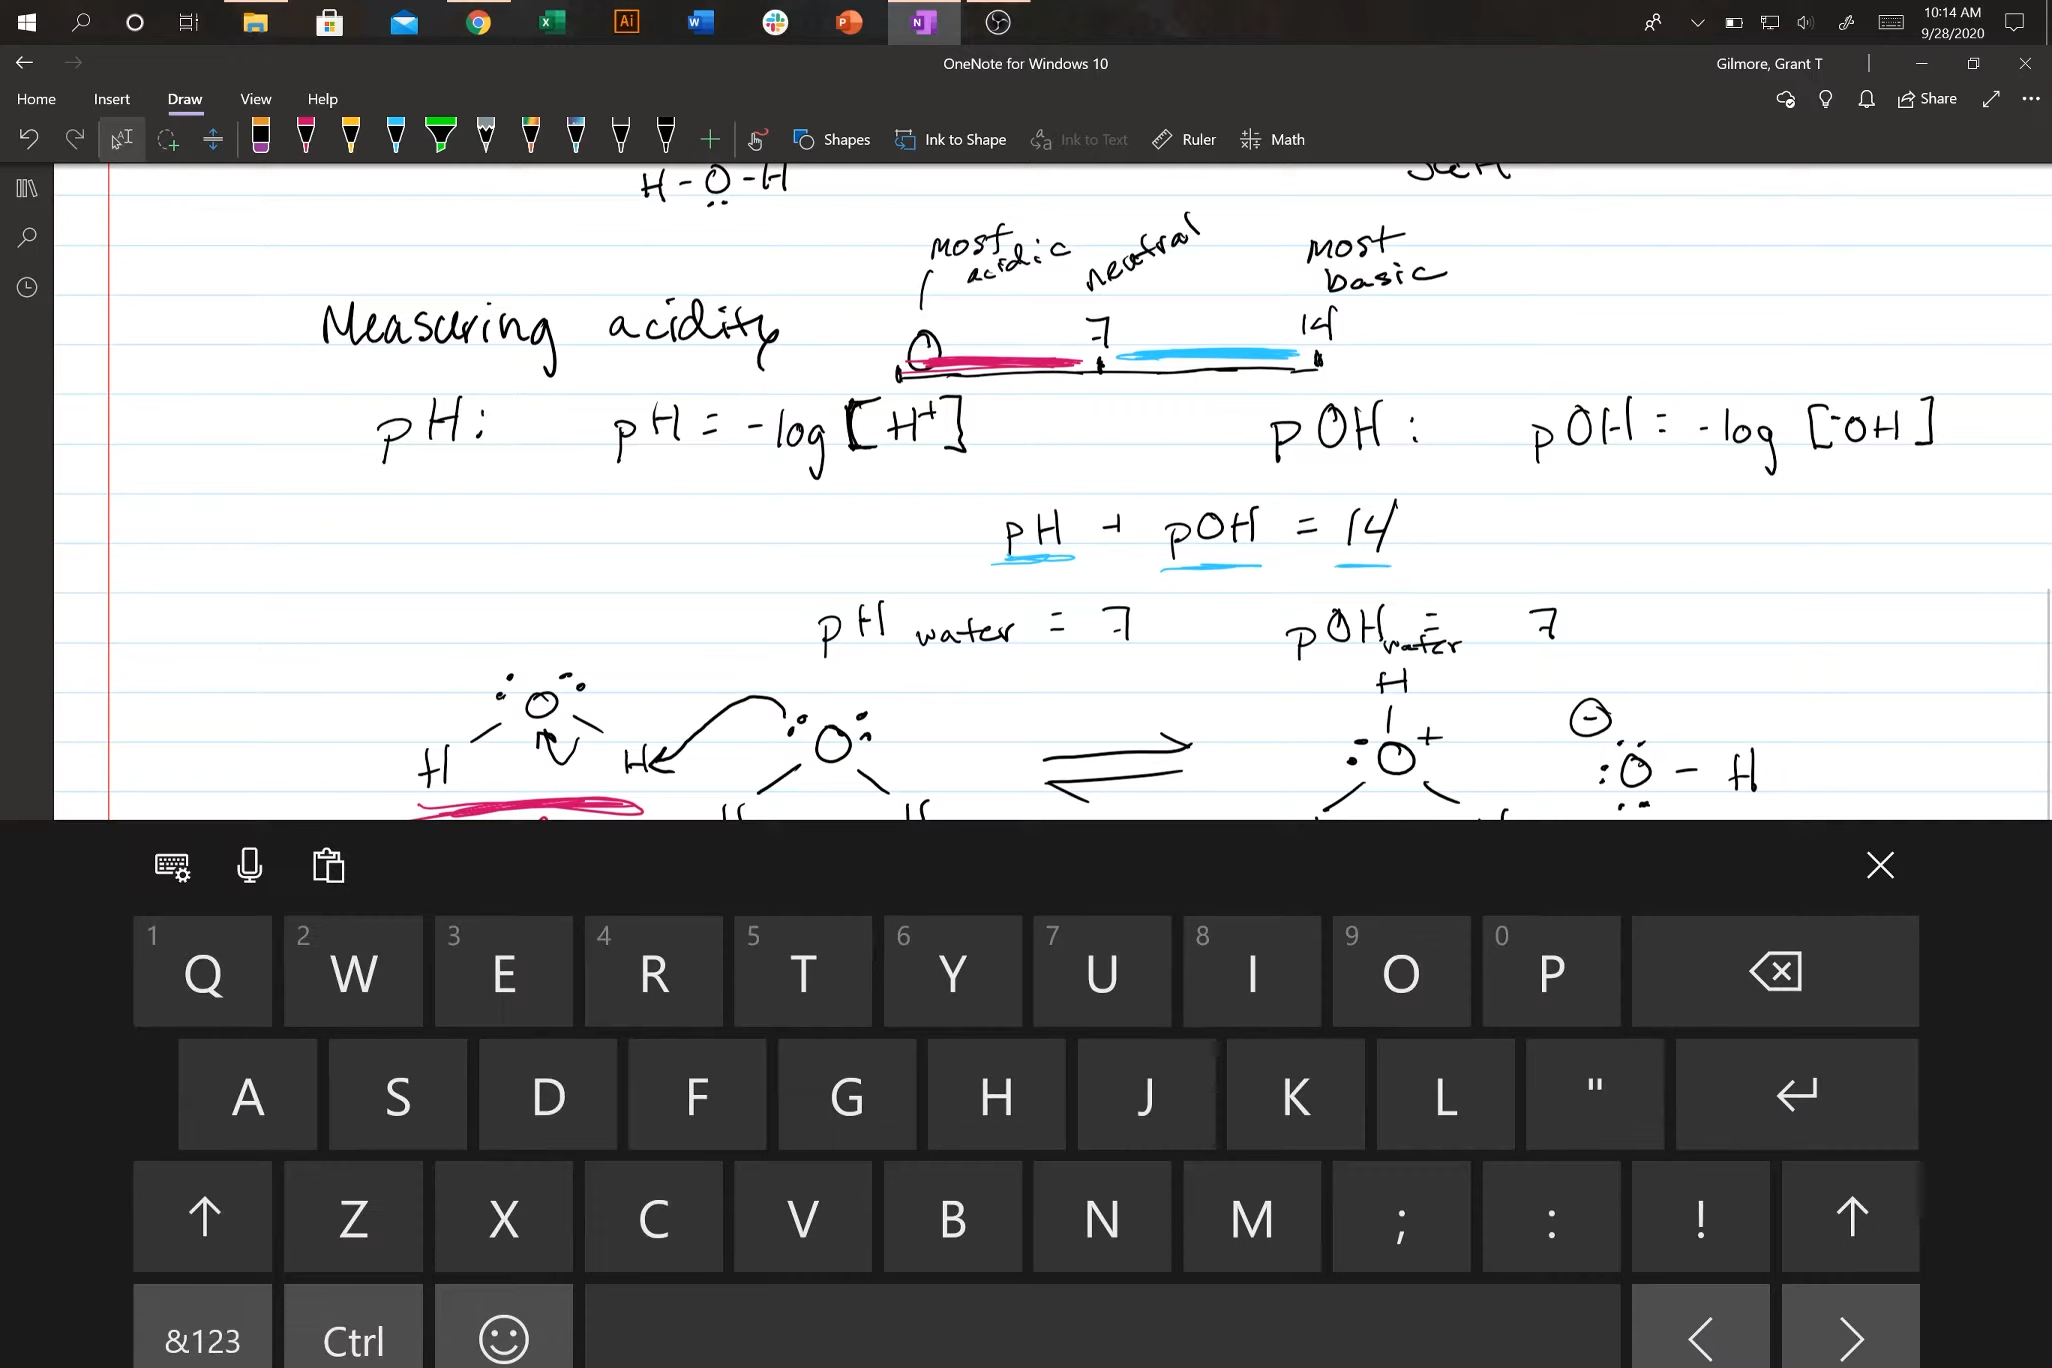 10:14 AM
9/28/2020
OneNote for Windows 10
Gilmore, Grant T
Home Insert Draw View Help
Share
Shapes Ink to Shape Ink to Text Ruler Math
H - O - H
most acidic
neutral
most basic
Measuring acidity
0 7 14
pH: pH = -log [H+]
pOH: pOH = -log [-OH]
pH + pOH = 14
pH water = 7
pOH water = 7
H
O
H H
O
O+
-
O - H
1 2 3 4 5 6 7 8 9 0
Q W E R T Y U I O P
A S D F G H J K L "
Z X C V B N M ; : !
&123 Ctrl